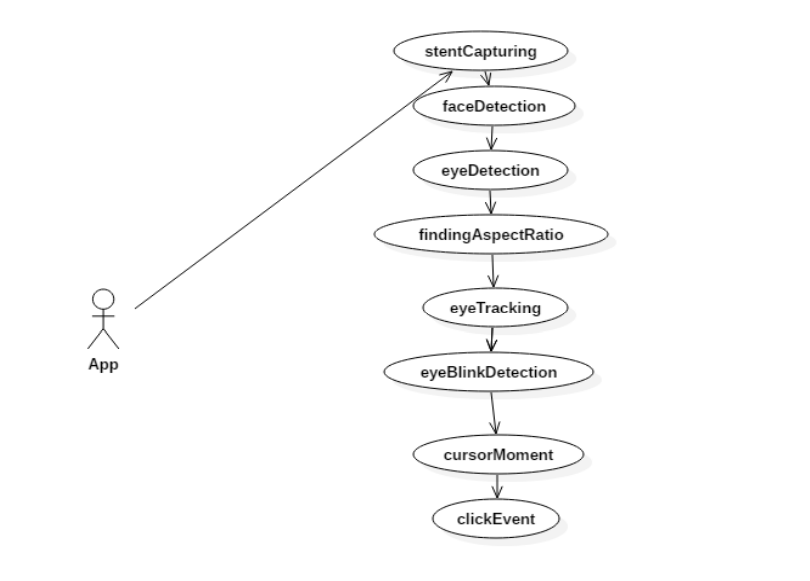 stentCapturing
faceDetection
eyeDetection
findingAspectRatio
eyeTracking
App
eyeBlinkDetection
cursorMoment
clickEvent